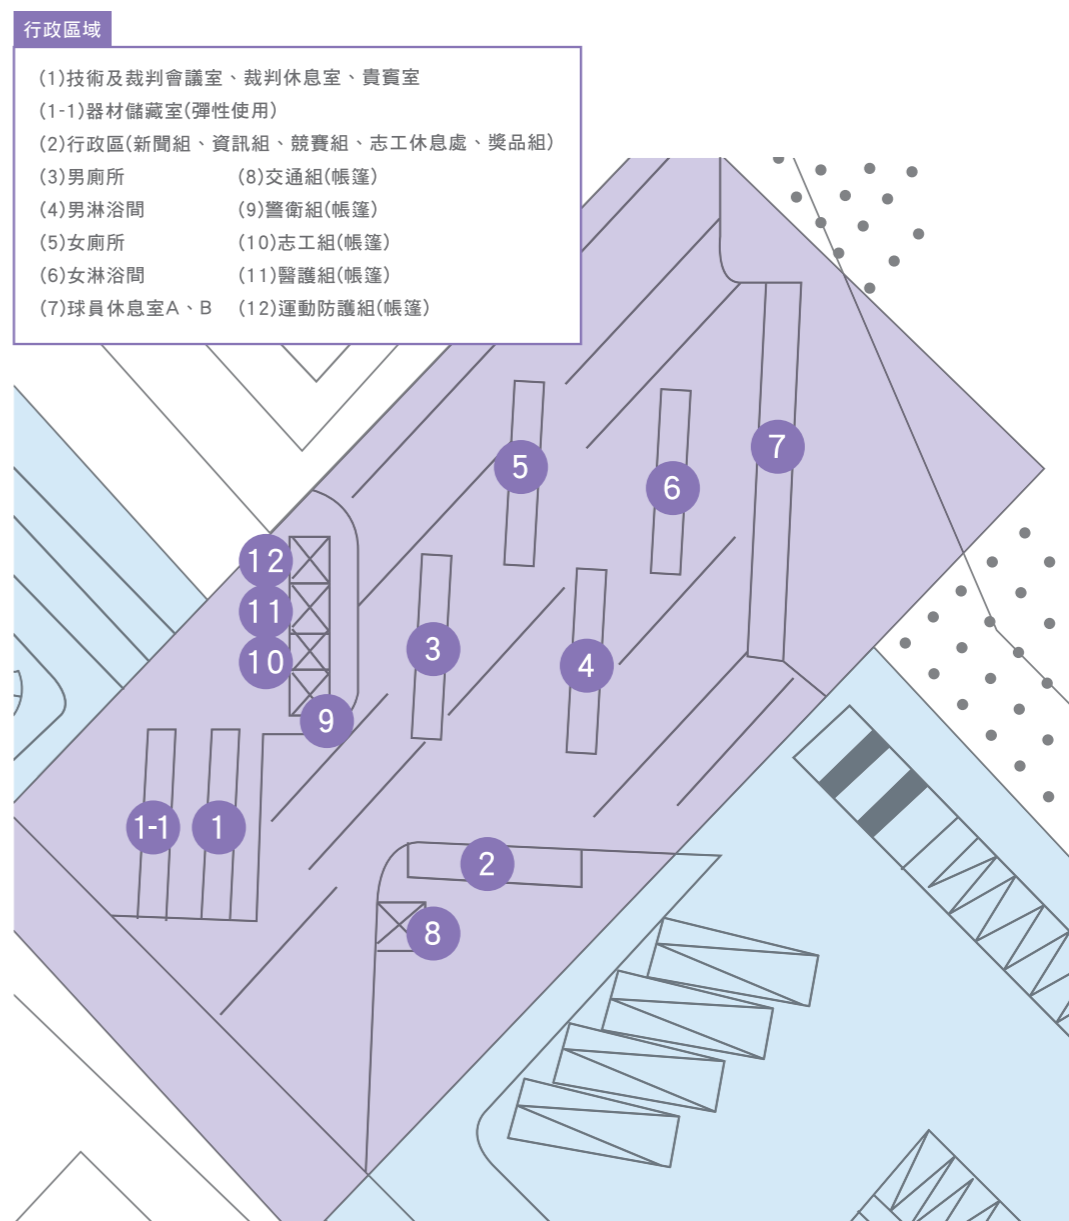 行政區域
(1)技術及裁判會議室、裁判休息室、貴賓室
(1-1)器材儲藏室(彈性使用)
(2)行政區(新聞組、資訊組、競賽組、志工休息處、獎品組)
(3)男廁所 (8)交通組(帳篷)
(4)男淋浴間 (9)警衛組(帳篷)
(5)女廁所 (10)志工組(帳篷)
(6)女淋浴間 (11)醫護組(帳篷)
(7)球員休息室A、B (12)運動防護組(帳篷)
7
5
6
12
11
3
10
4
9
1-1
1
2
8